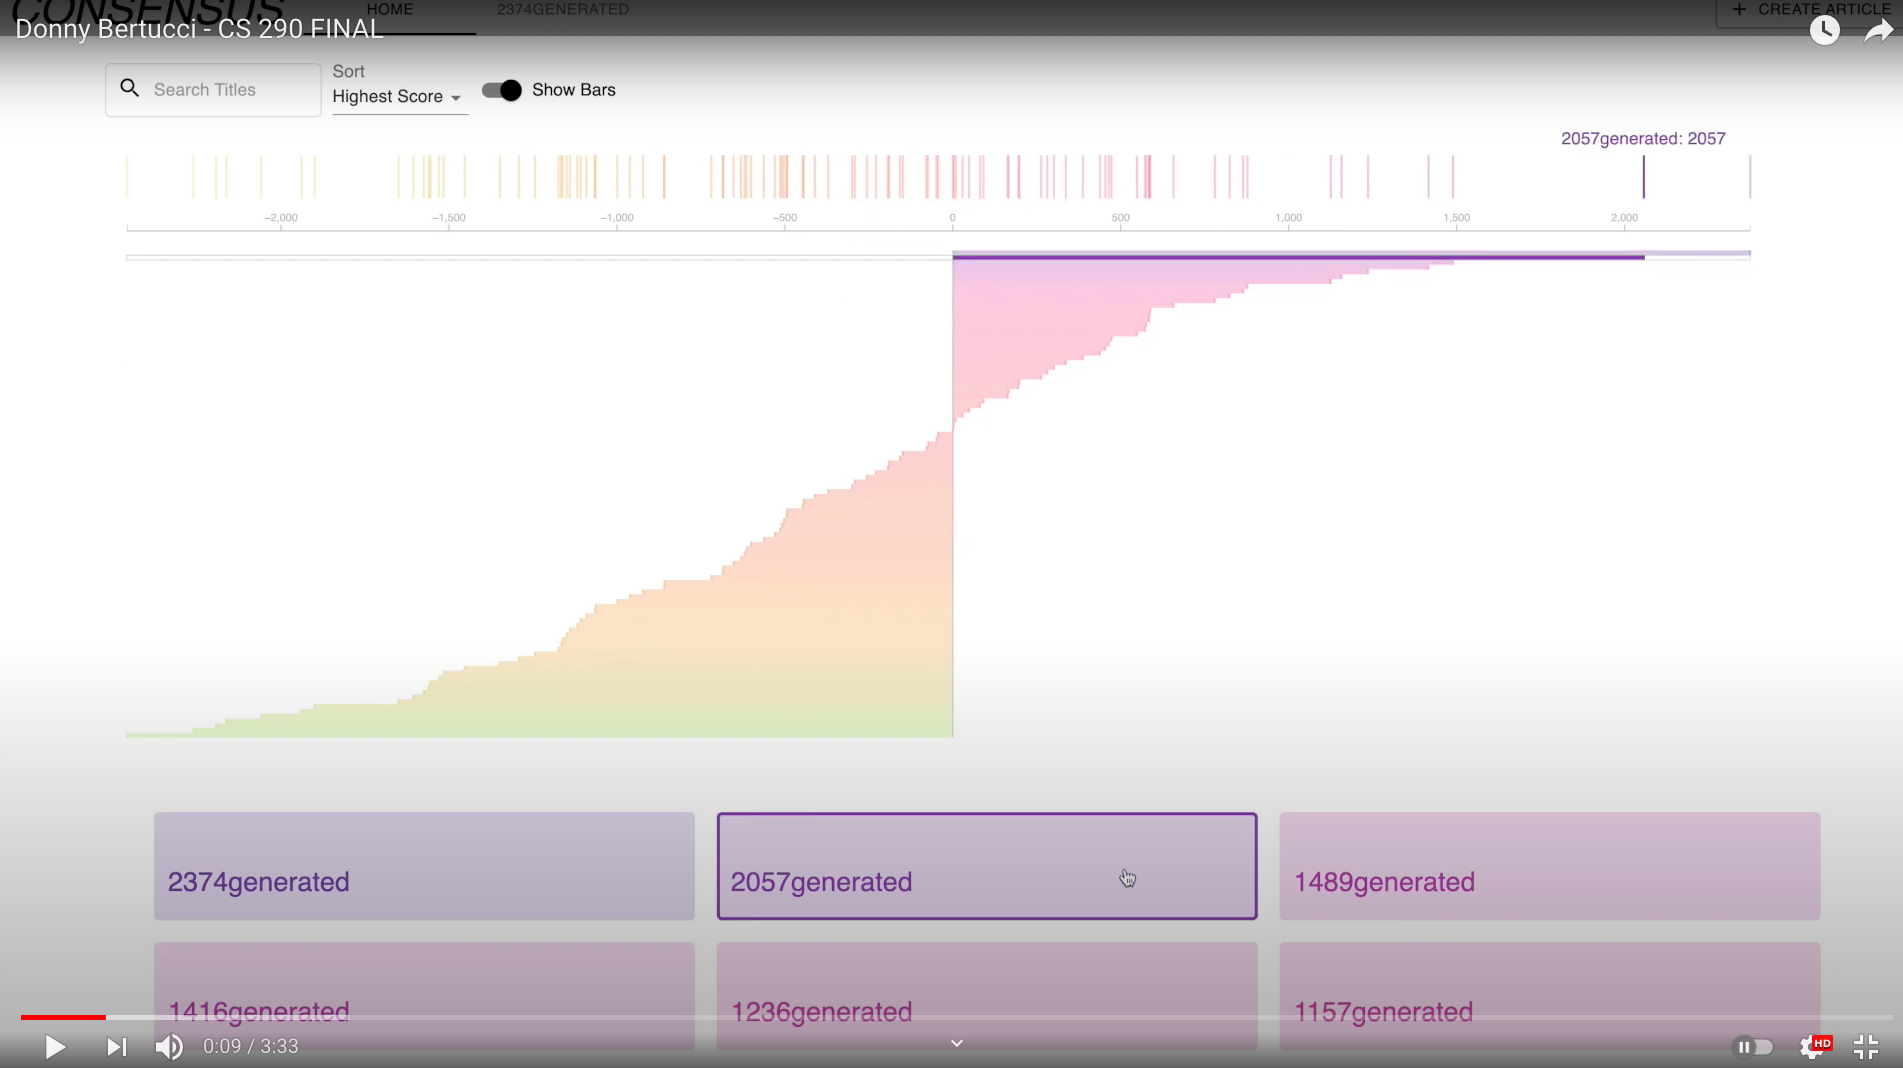 CONSENSUS HOME 2374GENERATED + CREATE ARTICLE
Donny Bertucci - CS 290 FINAL
Sort
Search Titles Highest Score Show Bars
2057generated: 2057
−2,000 −1,500 −1,000 −500 0 500 1,000 1,500 2,000
2374generated 2057generated 1489generated
1416generated 1236generated 1157generated
0:09 / 3:33 HD